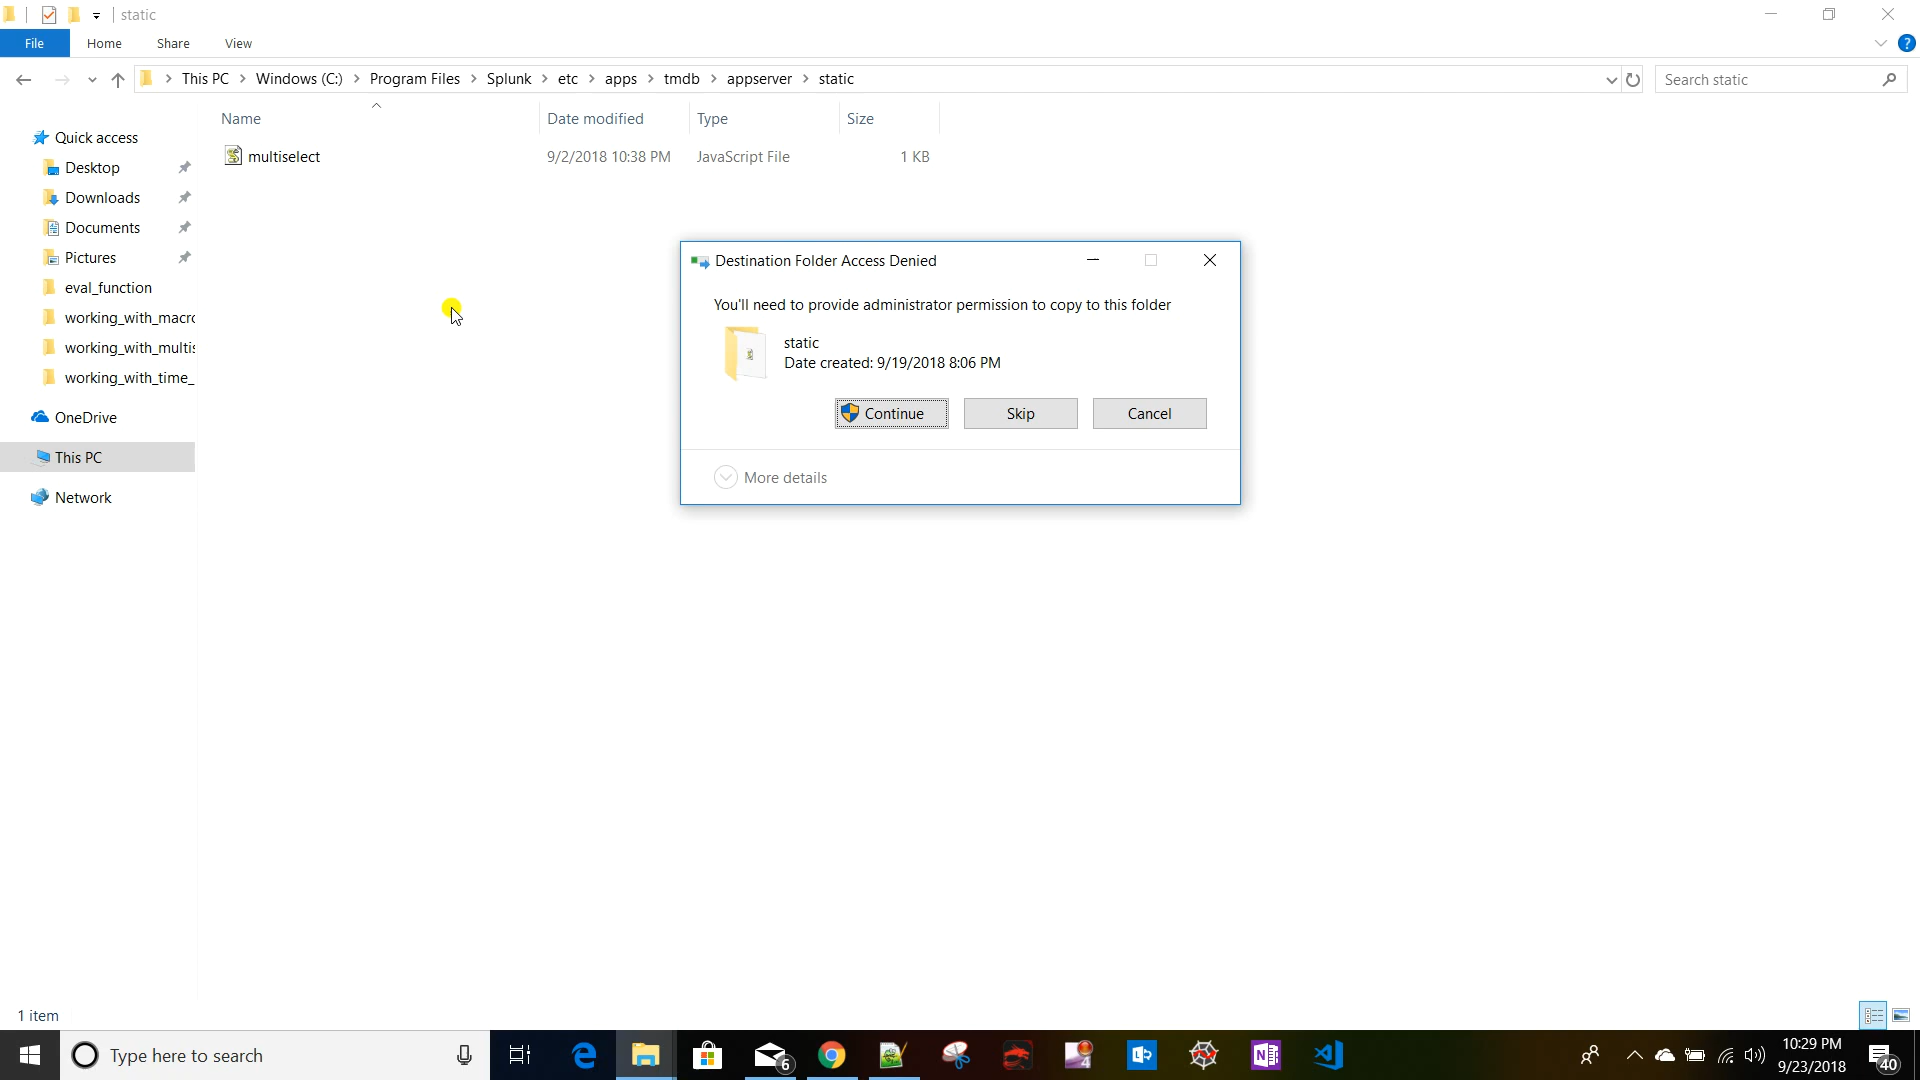 static
File Home Share View
This PC Windows (C:) Program Files Splunk etc apps tmdb appserver static
Search static
Name Date modified Type Size
multiselect 9/2/2018 10:38 PM JavaScript File 1 KB
Quick access
Desktop
Downloads
Documents
Pictures
eval_function
working_with_macro
working_with_multis
working_with_time_
OneDrive
This PC
Network
Destination Folder Access Denied
You'll need to provide administrator permission to copy to this folder
static
Date created: 9/19/2018 8:06 PM
Continue Skip Cancel
More details
1 item
Type here to search
6
4
N
10:29 PM
9/23/2018
40